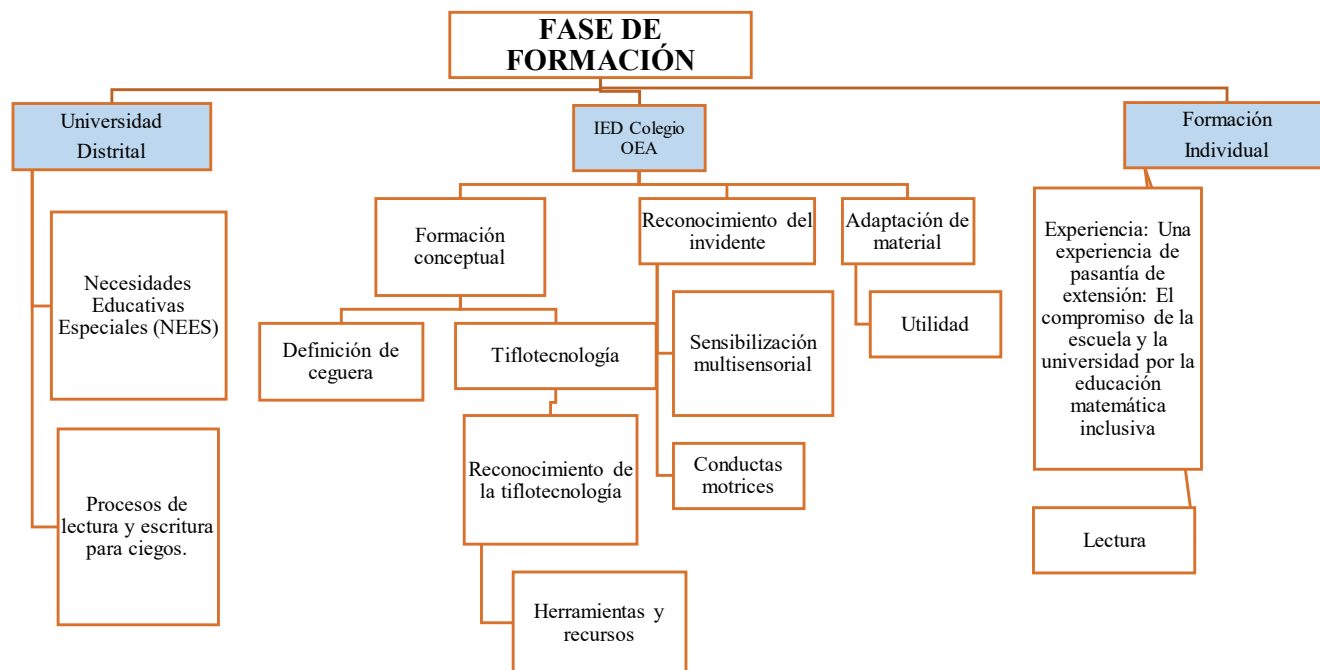 FASE DE
FORMACIÓN
Universidad
Distrital
IED Colegio
OEA
Formación
Individual
Necesidades
Educativas
Especiales (NEES)
Procesos de
lectura y escritura
para ciegos.
Formación
conceptual
Definición de
ceguera
Tiflotecnología
Reconocimiento de
la tiflotecnología
Herramientas y
recursos
Reconocimiento del
invidente
Sensibilización
multisensorial
Conductas
motrices
Adaptación de
material
Utilidad
Experiencia: Una
experiencia de
pasantía de
extensión: El
compromiso de la
escuela y la
universidad por la
educación
matemática
inclusiva
Lectura